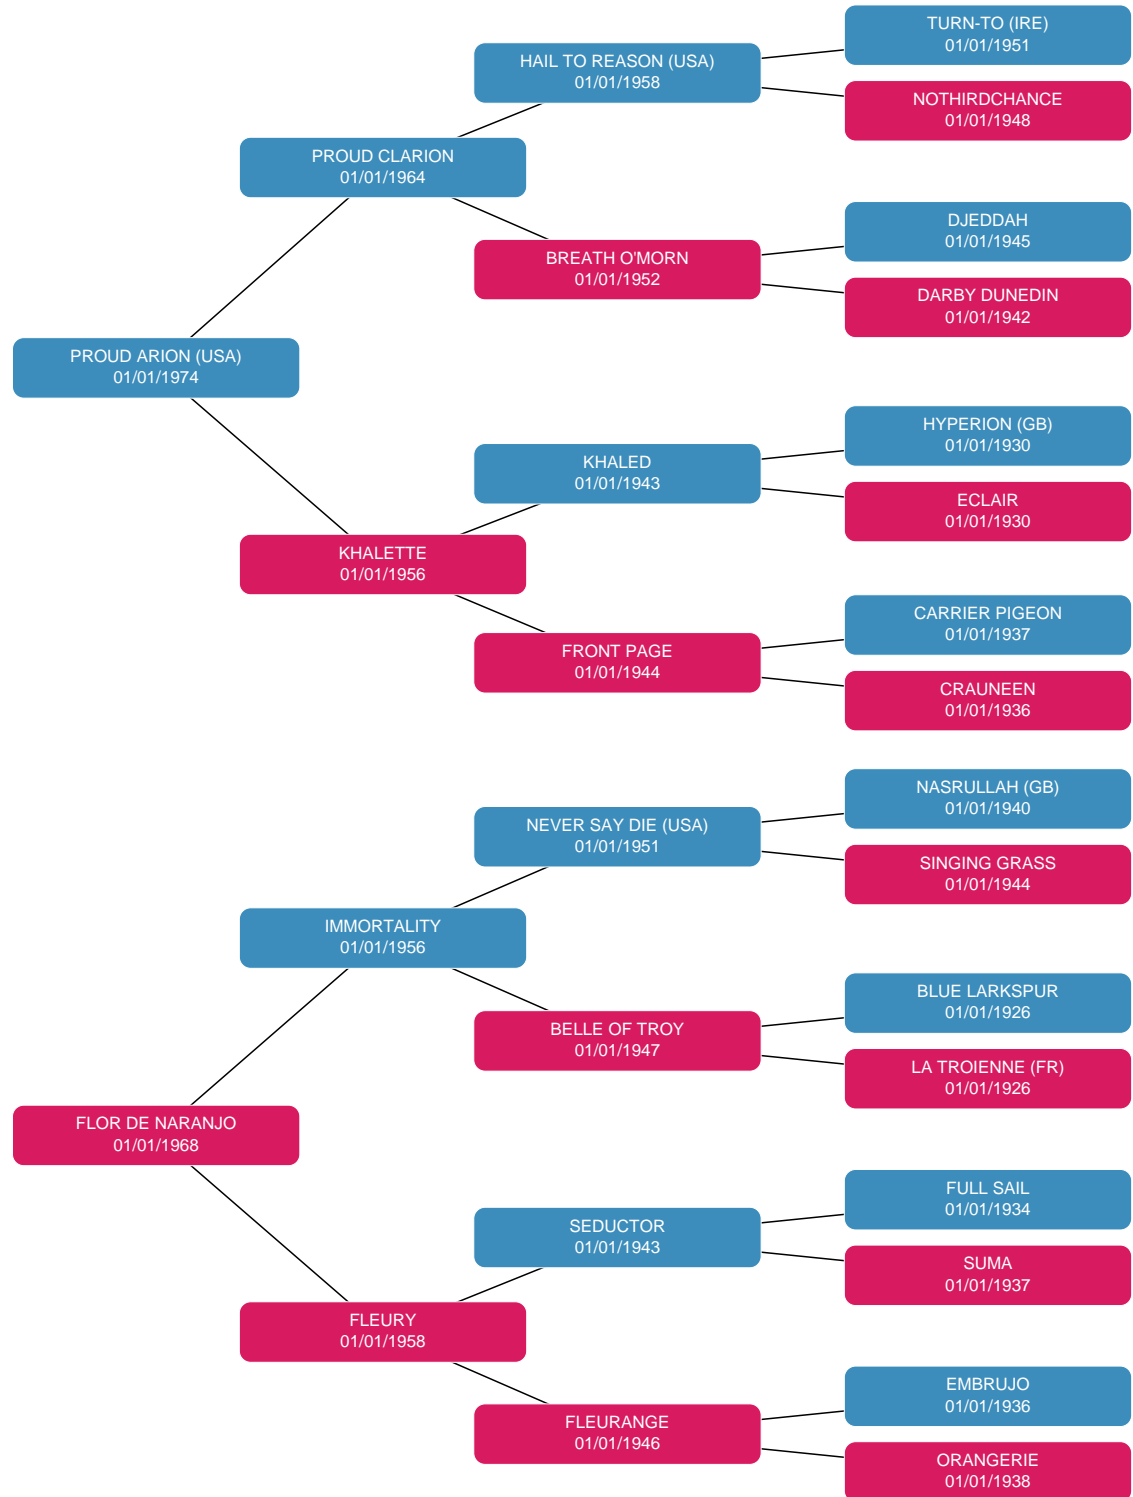 TURN-TO (IRE)
01/01/1951
HAIL TO REASON (USA)
01/01/1958
NOTHIRDCHANCE
01/01/1948
PROUD CLARION
01/01/1964
DJEDDAH
01/01/1945
BREATH O'MORN
01/01/1952
DARBY DUNEDIN
01/01/1942
PROUD ARION (USA)
01/01/1974
HYPERION (GB)
01/01/1930
KHALED
01/01/1943
ECLAIR
01/01/1930
KHALETTE
01/01/1956
CARRIER PIGEON
01/01/1937
FRONT PAGE
01/01/1944
CRAUNEEN
01/01/1936
NASRULLAH (GB)
01/01/1940
NEVER SAY DIE (USA)
01/01/1951
SINGING GRASS
01/01/1944
IMMORTALITY
01/01/1956
BLUE LARKSPUR
01/01/1926
BELLE OF TROY
01/01/1947
LA TROIENNE (FR)
01/01/1926
FLOR DE NARANJO
01/01/1968
FULL SAIL
01/01/1934
SEDUCTOR
01/01/1943
SUMA
01/01/1937
FLEURY
01/01/1958
EMBRUJO
01/01/1936
FLEURANGE
01/01/1946
ORANGERIE
01/01/1938